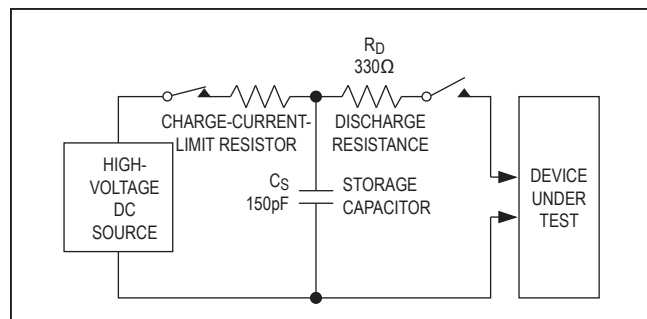 R_D
330Ω
CHARGE-CURRENT-
LIMIT RESISTOR
DISCHARGE
RESISTANCE
HIGH-
VOLTAGE
DC
SOURCE
C_S
150pF
STORAGE
CAPACITOR
DEVICE
UNDER
TEST